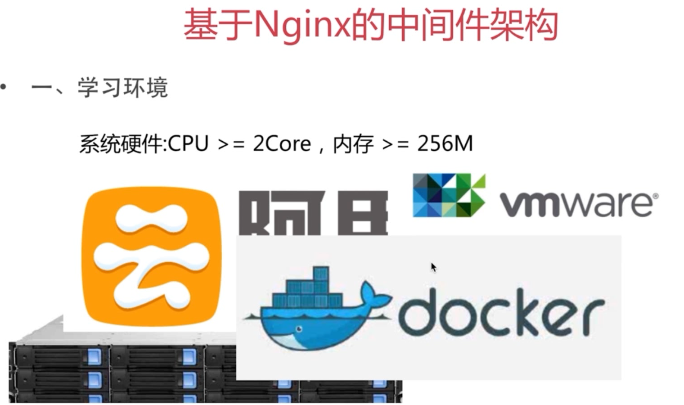 基于Nginx的中间件架构
• 一、学习环境
系统硬件:CPU >= 2Core，内存 >= 256M
云
vmware®
docker